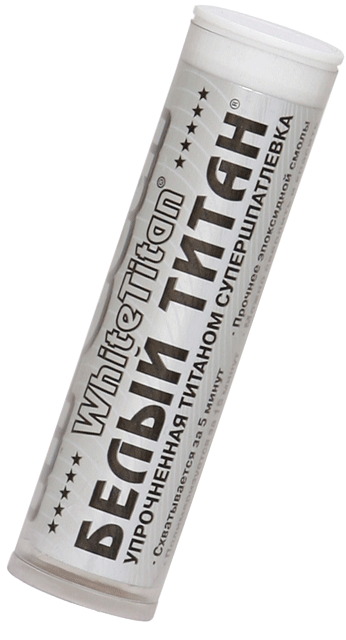 ★★★★★ WhiteTitan® ★★★★★
БЕЛЫЙ ТИТАН®
УПРОЧНЕННАЯ ТИТАНОМ СУПЕРШПАТЛЕВКА
· Схватывается за 5 минут · Прочнее эпоксидной смолы